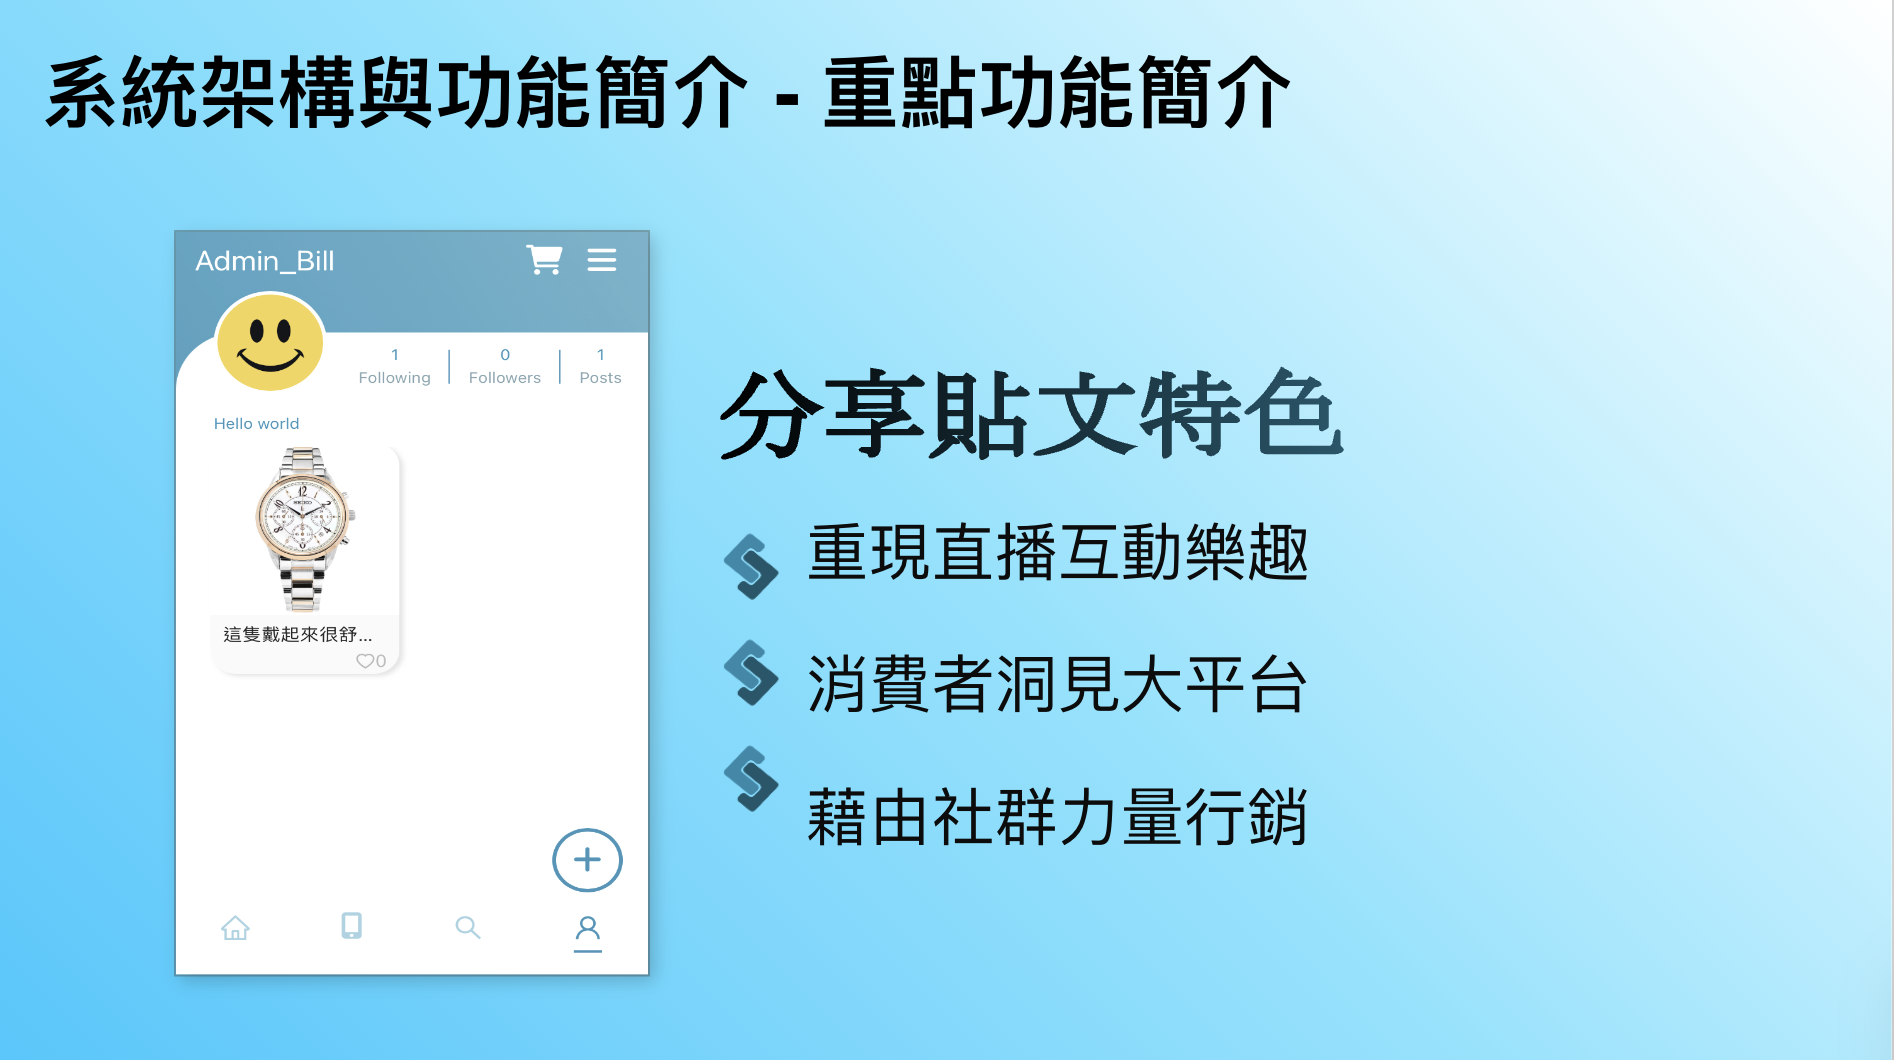 系統架構與功能簡介 - 重點功能簡介
Admin_Bill
1 0 1
Following Followers Posts
Hello world
這隻戴起來很舒...
0
分享貼文特色
重現直播互動樂趣
消費者洞見大平台
藉由社群力量行銷